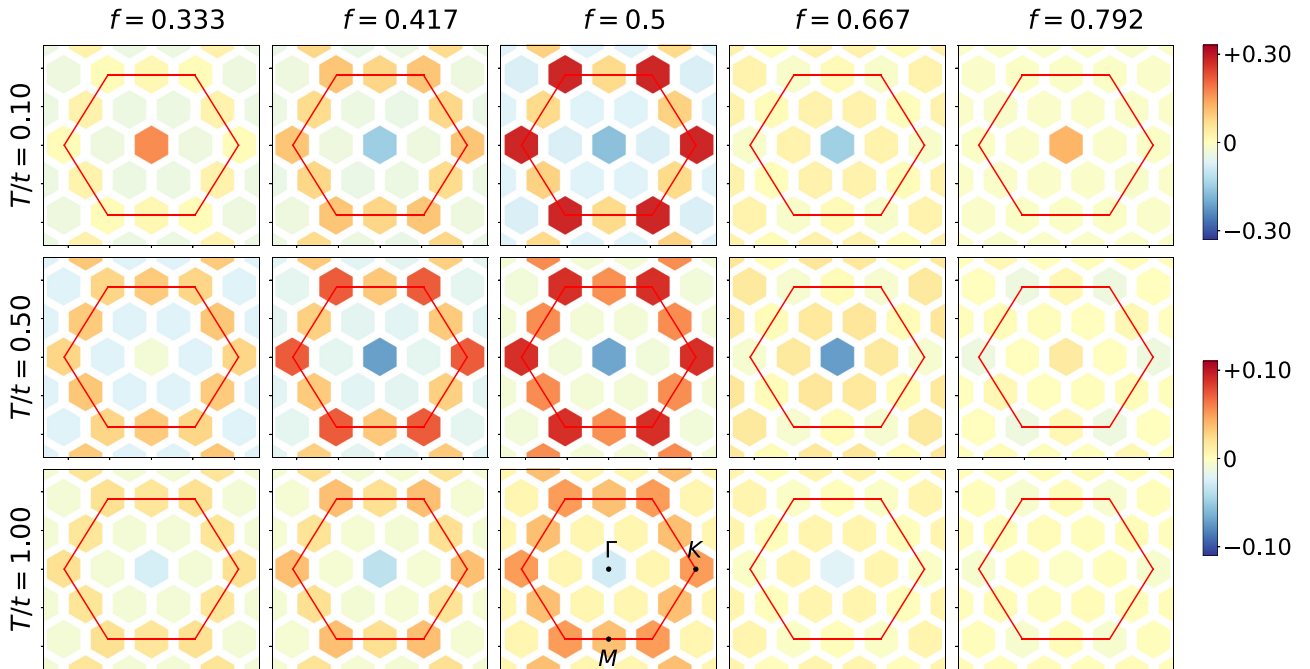 f = 0.333 f = 0.417 f = 0.5 f = 0.667 f = 0.792
T/t = 0.10
+0.30
0
−0.30
T/t = 0.50
+0.10
0
−0.10
T/t = 1.00
Γ K
M